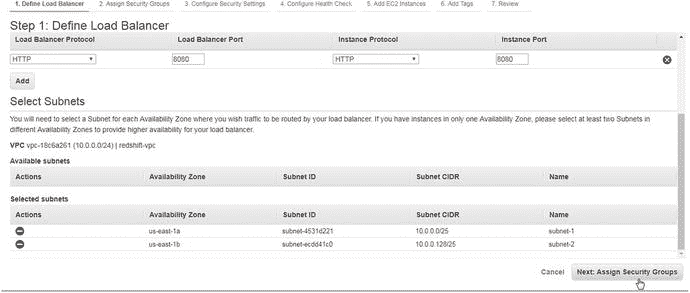 1. Define Load Balancer 2. Assign Security Groups 3. Configure Security Settings 4. Configure Health Check 5. Add EC2 Instances 6. Add Tags 7. Review
Step 1: Define Load Balancer
Load Balancer Protocol Load Balancer Port Instance Protocol Instance Port
HTTP 8080 HTTP 8080
Add
Select Subnets
You will need to select a Subnet for each Availability Zone where you wish traffic to be routed by your load balancer. If you have instances in only one Availability Zone, please select at least two Subnets in
different Availability Zones to provide higher availability for your load balancer.
VPC vpc-18c6a261 (10.0.0.0/24) | redshift-vpc
Available subnets
Actions Availability Zone Subnet ID Subnet CIDR Name
Selected subnets
Actions Availability Zone Subnet ID Subnet CIDR Name
us-east-1a subnet-4531d221 10.0.0.0/25 subnet-1
us-east-1b subnet-ecdd41c0 10.0.0.128/25 subnet-2
Cancel Next: Assign Security Groups